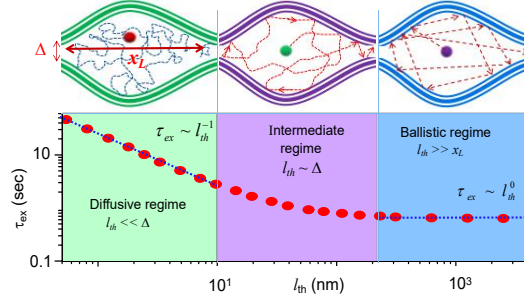 Δ
x_L
τ_ex ~ l_th^-1
Diffusive regime
l_th << Δ
Intermediate
regime
l_th ~ Δ
Ballistic regime
l_th >> x_L
τ_ex ~ l_th^0
τ_ex (sec)
10
0.1
10^1
l_th (nm)
10^3